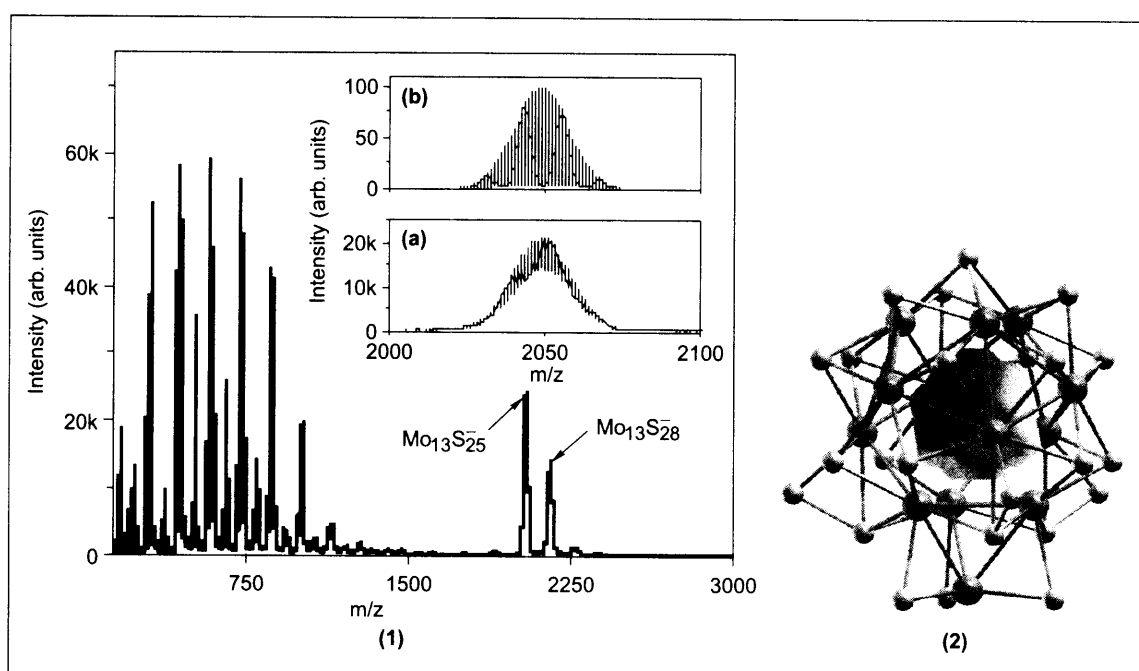 Intensity (arb. units)
60k
40k
20k
0
750
1500
2250
3000
m/z
(1)
Intensity (arb. units)
(b)
100
50
0
(a)
20k
10k
0
2000
2050
2100
m/z
Mo13S25−
Mo13S28−
(2)